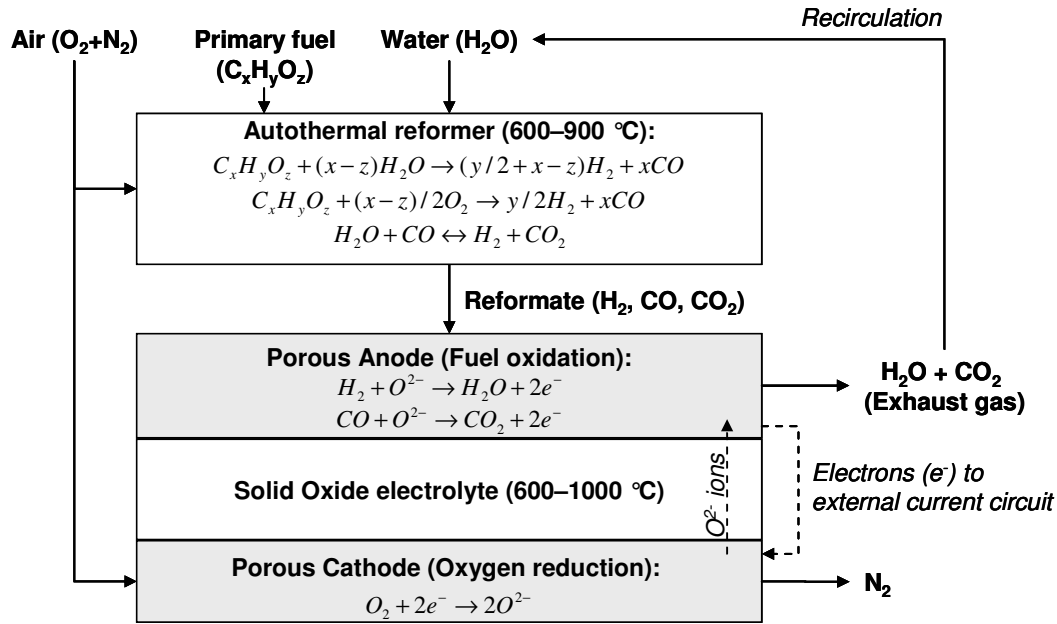 Recirculation
Air (O₂+N₂)
Primary fuel
(CₓHᵧO_z)
Water (H₂O)
Autothermal reformer (600–900 °C):
CₓHᵧO_z + (x − z)H₂O → (y / 2 + x − z)H₂ + xCO
CₓHᵧO_z + (x − z) / 2O₂ → y / 2H₂ + xCO
H₂O + CO ↔ H₂ + CO₂
Reformate (H₂, CO, CO₂)
Porous Anode (Fuel oxidation):
H₂ + O²⁻ → H₂O + 2e⁻
CO + O²⁻ → CO₂ + 2e⁻
H₂O + CO₂
(Exhaust gas)
Solid Oxide electrolyte (600–1000 °C)
O²⁻ ions
Electrons (e⁻) to
external current circuit
Porous Cathode (Oxygen reduction):
O₂ + 2e⁻ → 2O²⁻
N₂